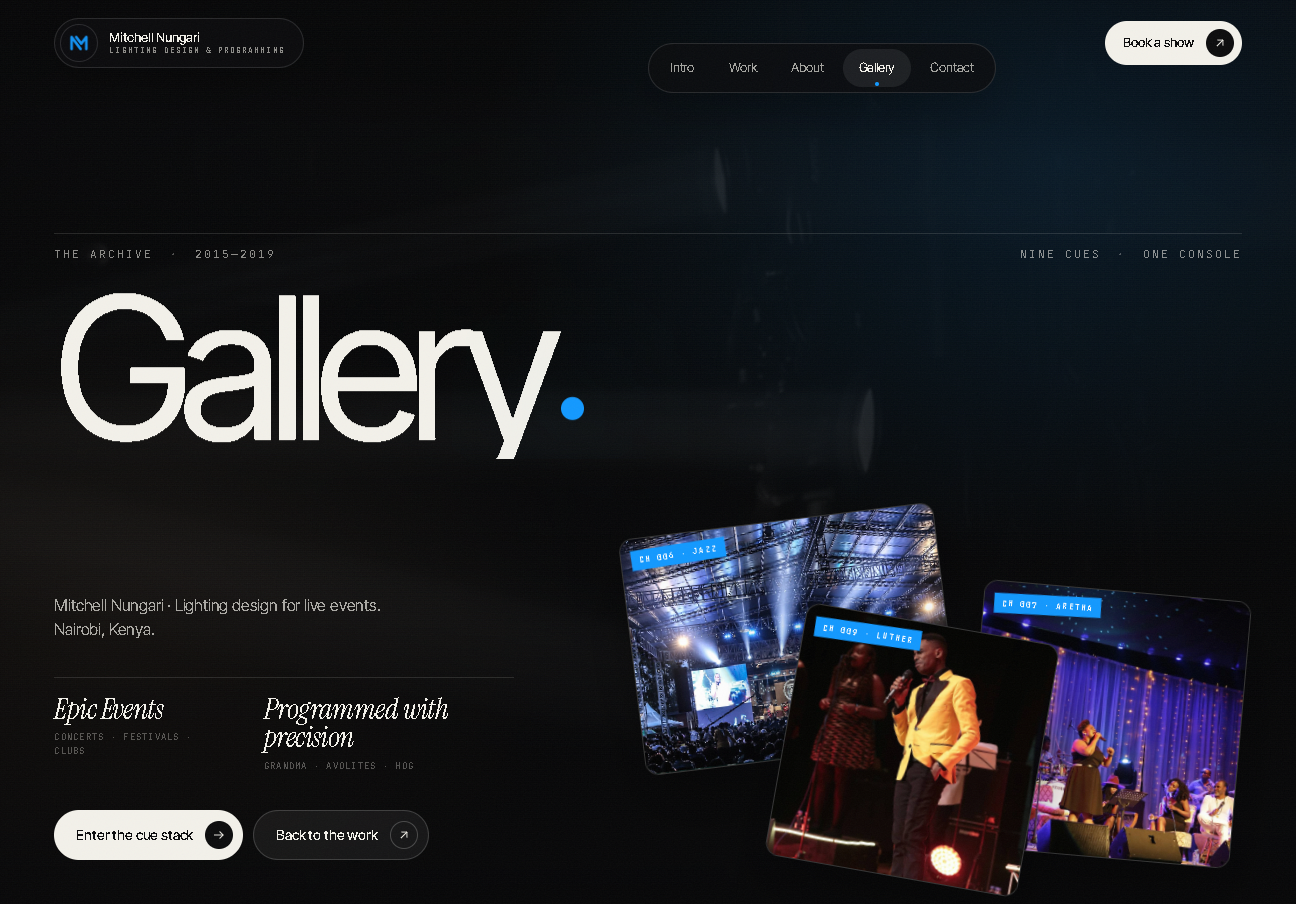 Mitchell Nungari
LIGHTING DESIGN & PROGRAMMING
Intro
Work
About
Gallery
Contact
Book a show
THE ARCHIVE · 2015—2019
NINE CUES · ONE CONSOLE
Gallery.
CH 006 · JAZZ
CH 007 · ARETHA
CH 009 · LUTHER
Mitchell Nungari · Lighting design for live events.
Nairobi, Kenya.
Epic Events
CONCERTS · FESTIVALS ·
CLUBS
Programmed with
precision
GRANDMA · AVOLITES · HOG
Enter the cue stack
Back to the work